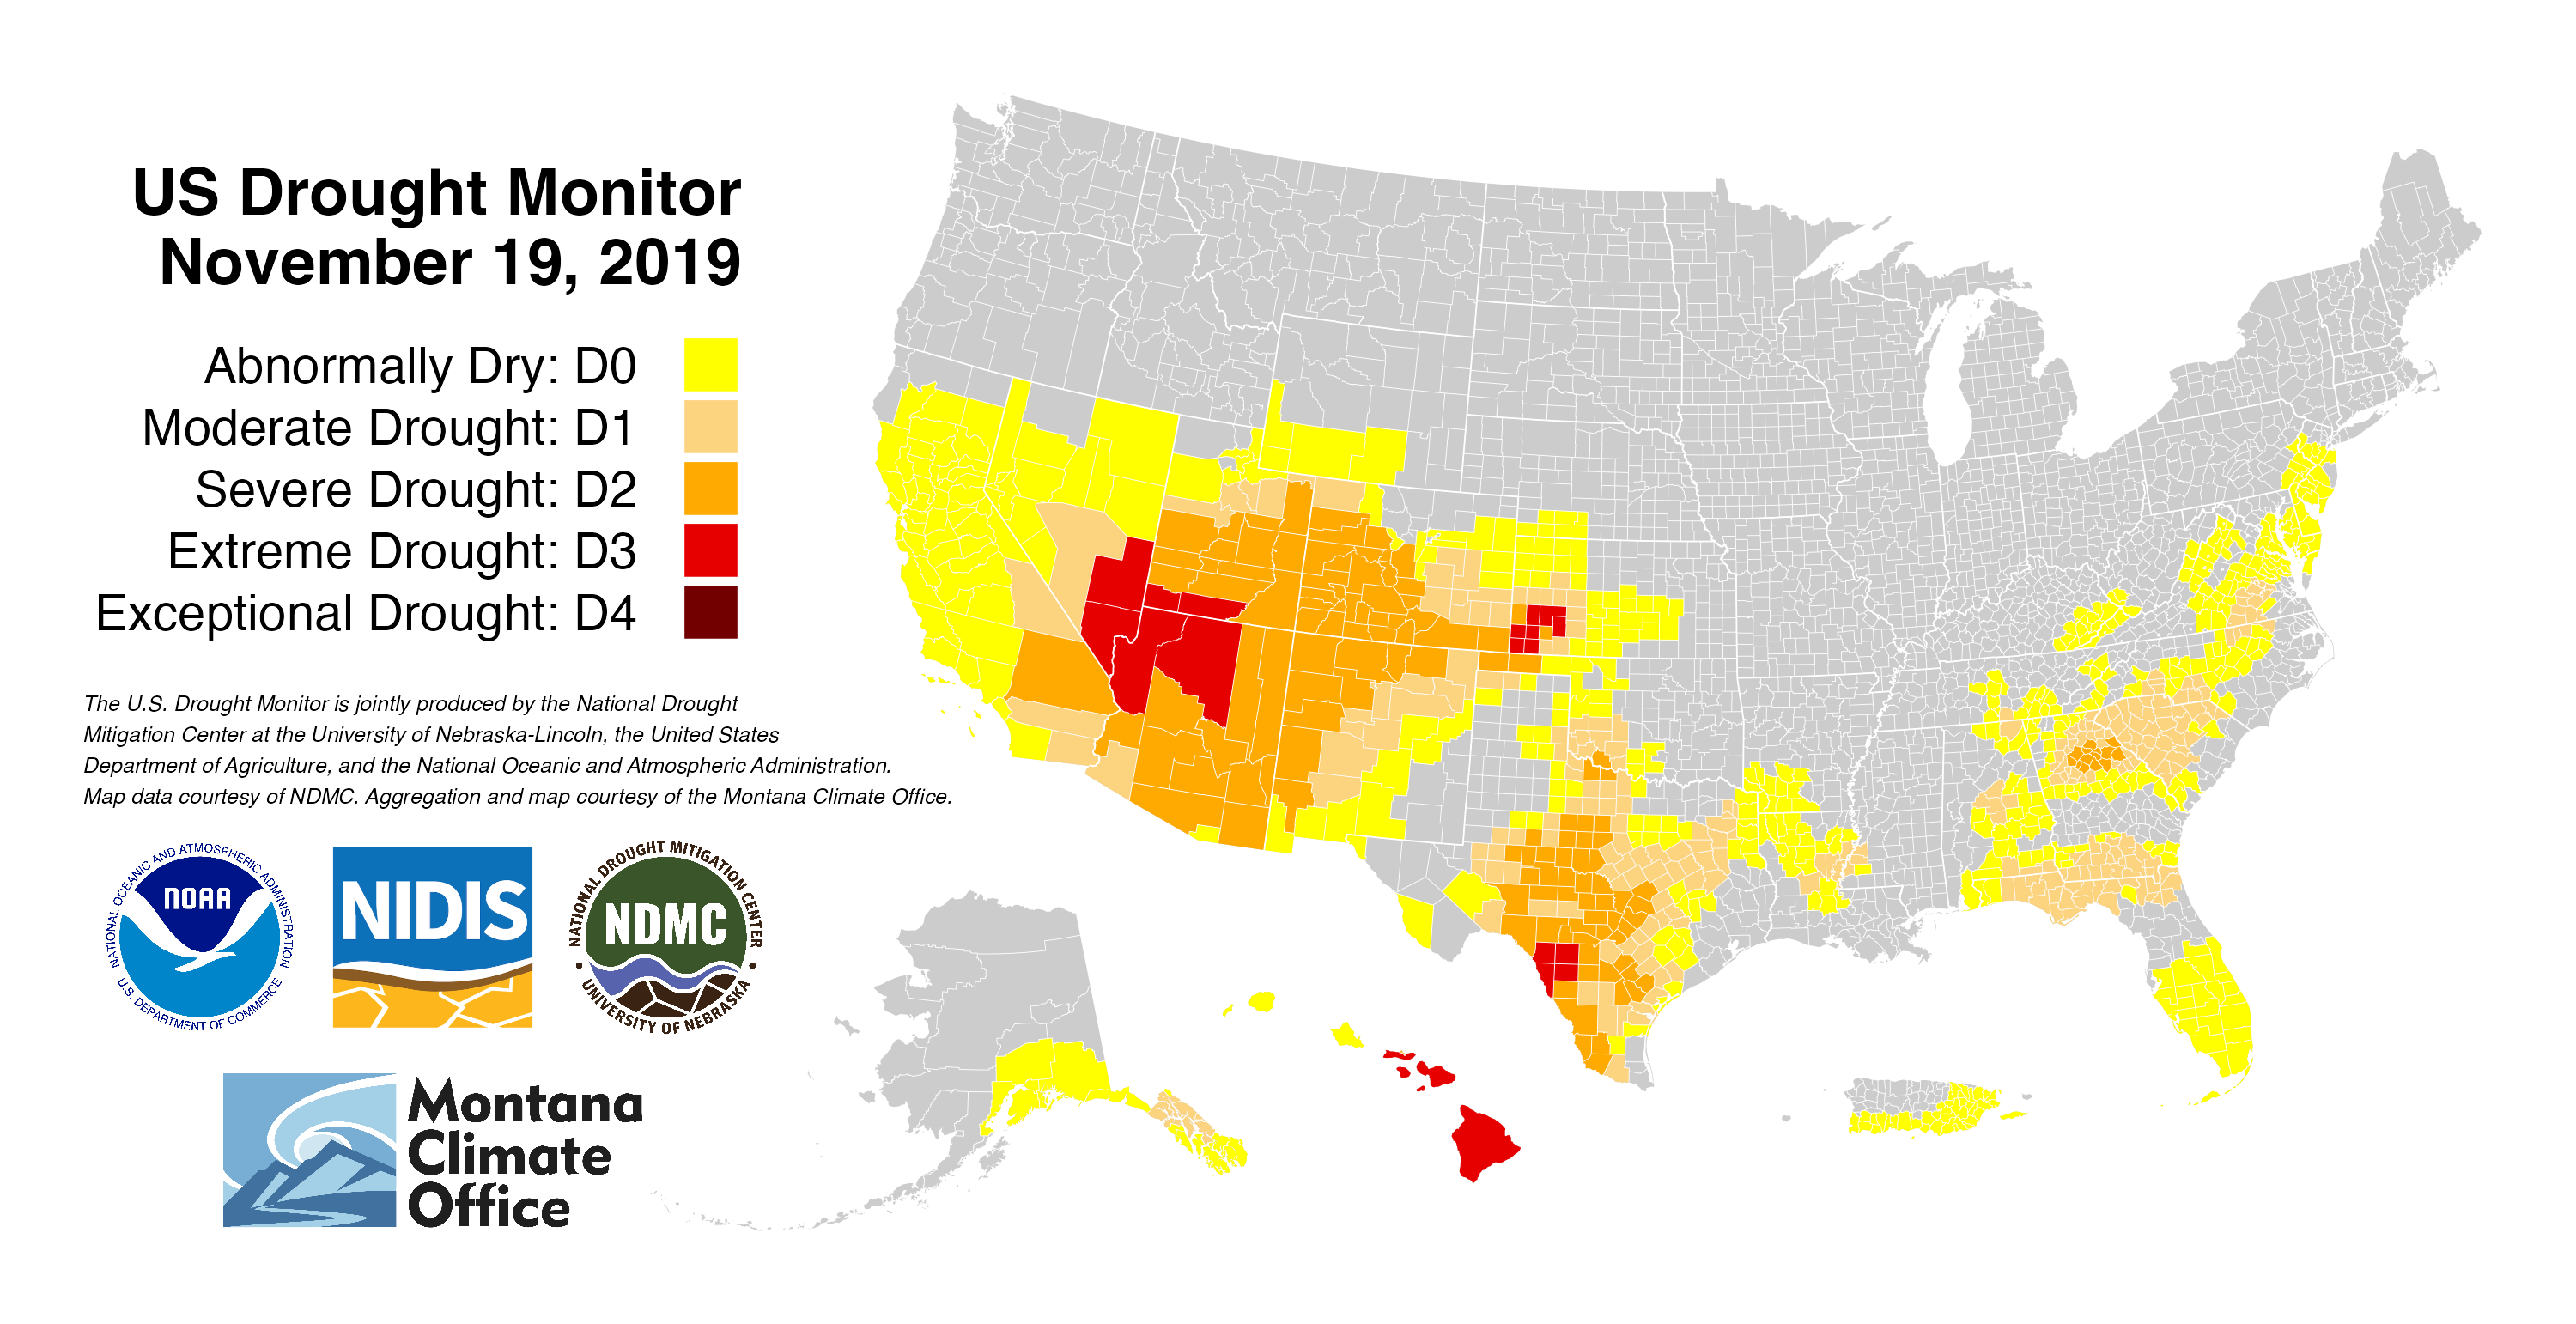 US Drought Monitor
November 19, 2019
Abnormally Dry: D0
Moderate Drought: D1
Severe Drought: D2
Extreme Drought: D3
Exceptional Drought: D4
The U.S. Drought Monitor is jointly produced by the National Drought
Mitigation Center at the University of Nebraska-Lincoln, the United States
Department of Agriculture, and the National Oceanic and Atmospheric Administration.
Map data courtesy of NDMC. Aggregation and map courtesy of the Montana Climate Office.
NATIONAL OCEANIC AND ATMOSPHERIC ADMINISTRATION
NOAA
U.S. DEPARTMENT OF COMMERCE
NIDIS
NATIONAL DROUGHT MITIGATION CENTER
NDMC
UNIVERSITY OF NEBRASKA
Montana
Climate
Office